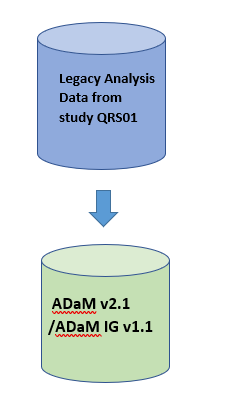 Legacy Analysis
Data from
study QRS01
ADaM v2.1
/ADaM IG v1.1